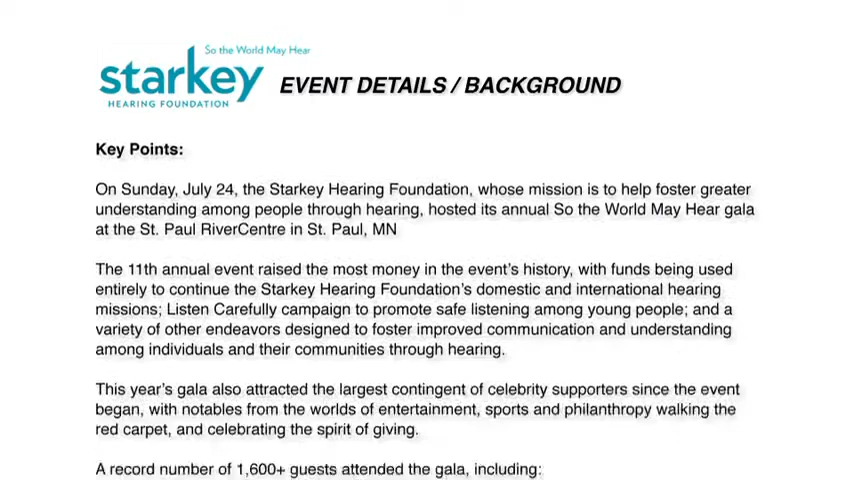 So the World May Hear
starkey
HEARING FOUNDATION
EVENT DETAILS / BACKGROUND
Key Points:
On Sunday, July 24, the Starkey Hearing Foundation, whose mission is to help foster greater
understanding among people through hearing, hosted its annual So the World May Hear gala
at the St. Paul RiverCentre in St. Paul, MN
The 11th annual event raised the most money in the event's history, with funds being used
entirely to continue the Starkey Hearing Foundation's domestic and international hearing
missions; Listen Carefully campaign to promote safe listening among young people; and a
variety of other endeavors designed to foster improved communication and understanding
among individuals and their communities through hearing.
This year's gala also attracted the largest contingent of celebrity supporters since the event
began, with notables from the worlds of entertainment, sports and philanthropy walking the
red carpet, and celebrating the spirit of giving.
A record number of 1,600+ guests attended the gala, including: